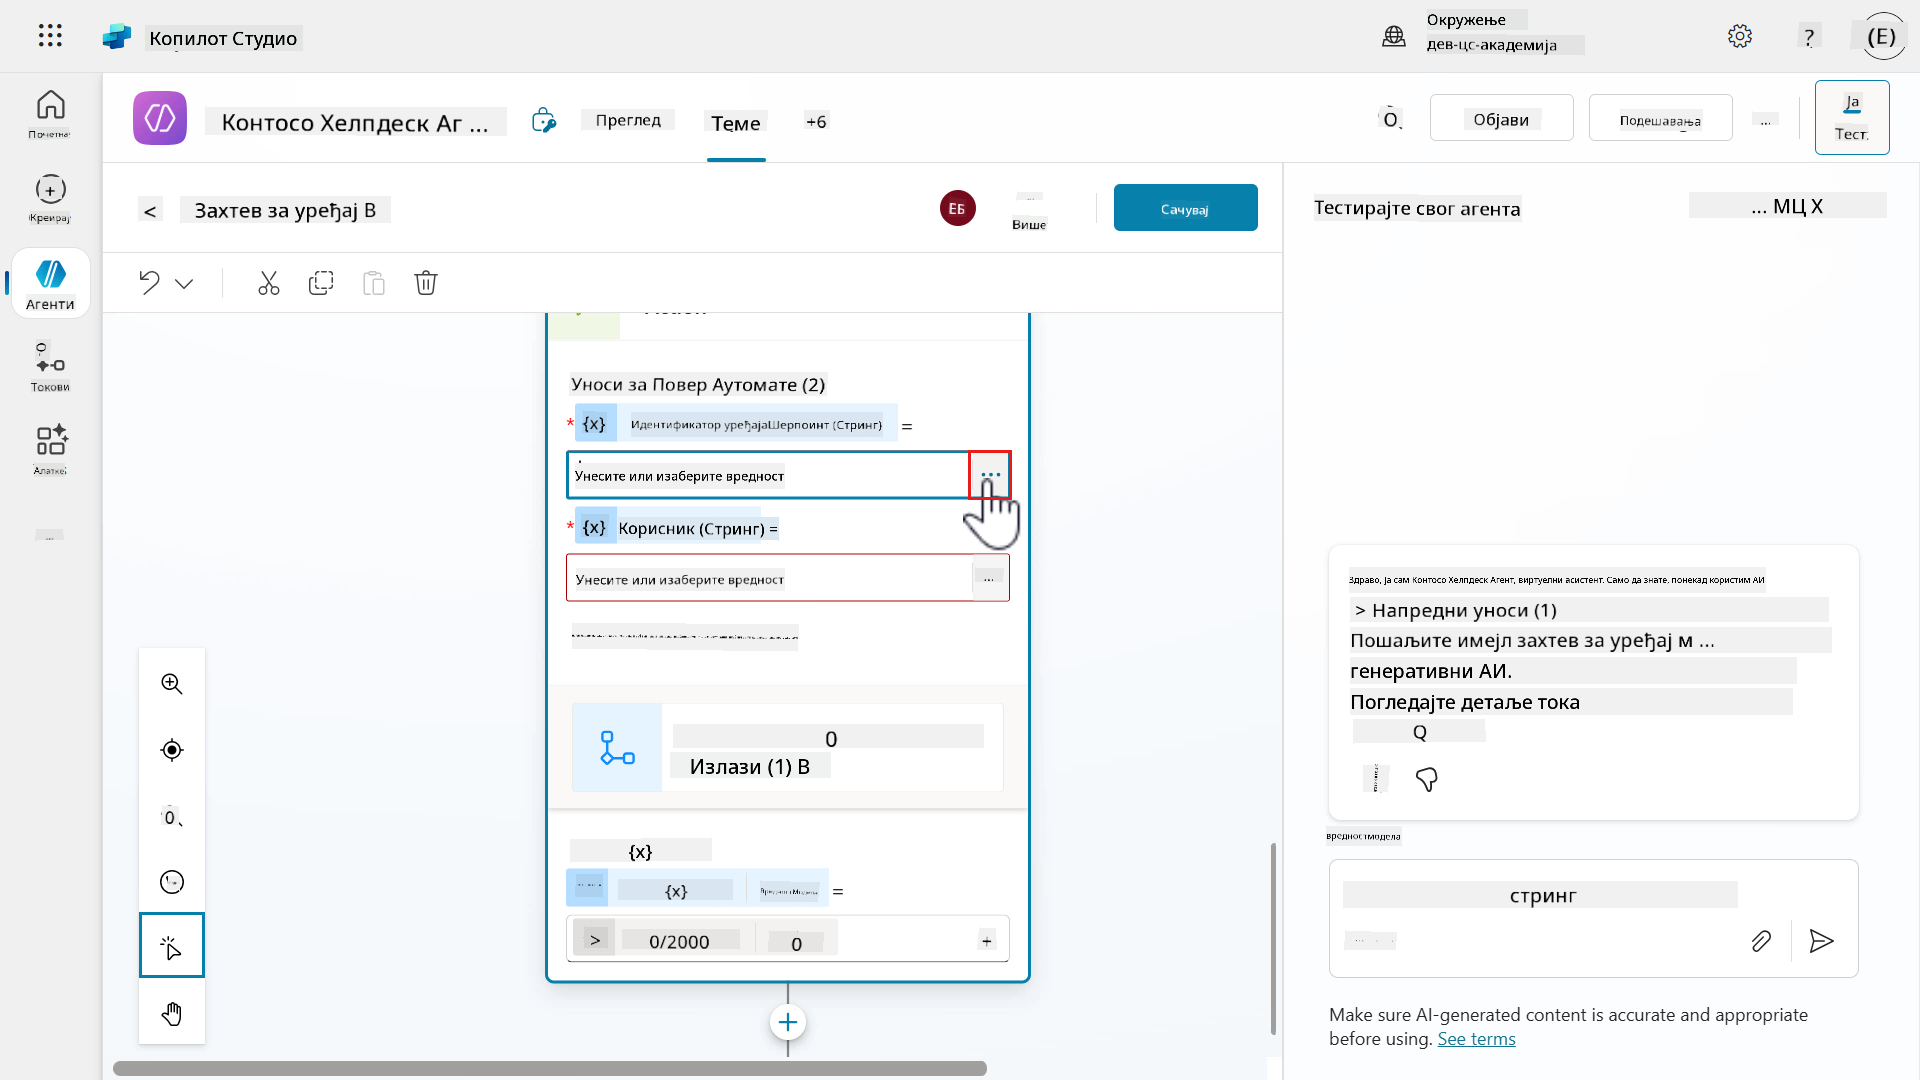 Копилот Студио
Окружење
дев-цс-академија
?
(Е)
Почетна
Креирај
Агенти
Токови
Алатке
Контосо Хелпдеск Аг ...
Преглед
Теме
+6
Објави
Подешавања
...
Ја
Тест.
<
Захтев за уређај В
ЕБ
Више
Сачувај
Уноси за Повер Аутомате (2)
* {x} Идентификатор уређајаШерпоинт (Стринг) =
Унесите или изаберите вредност
* {x} Корисник (Стринг) =
Унесите или изаберите вредност
...
0
Излази (1) В
{x}
{x} =
> 0/2000 0 +
Тестирајте свог агента
... МЦ Х
Здраво, ја сам Контосо Хелпдеск Агент, виртуелни асистент. Само да знате, понекад користим АИ
> Напредни уноси (1)
Пошаљите имејл захтев за уређај м ...
генеративни АИ.
Погледајте детаље тока
Q
вредностмодела
стринг
Make sure AI-generated content is accurate and appropriate
before using. See terms